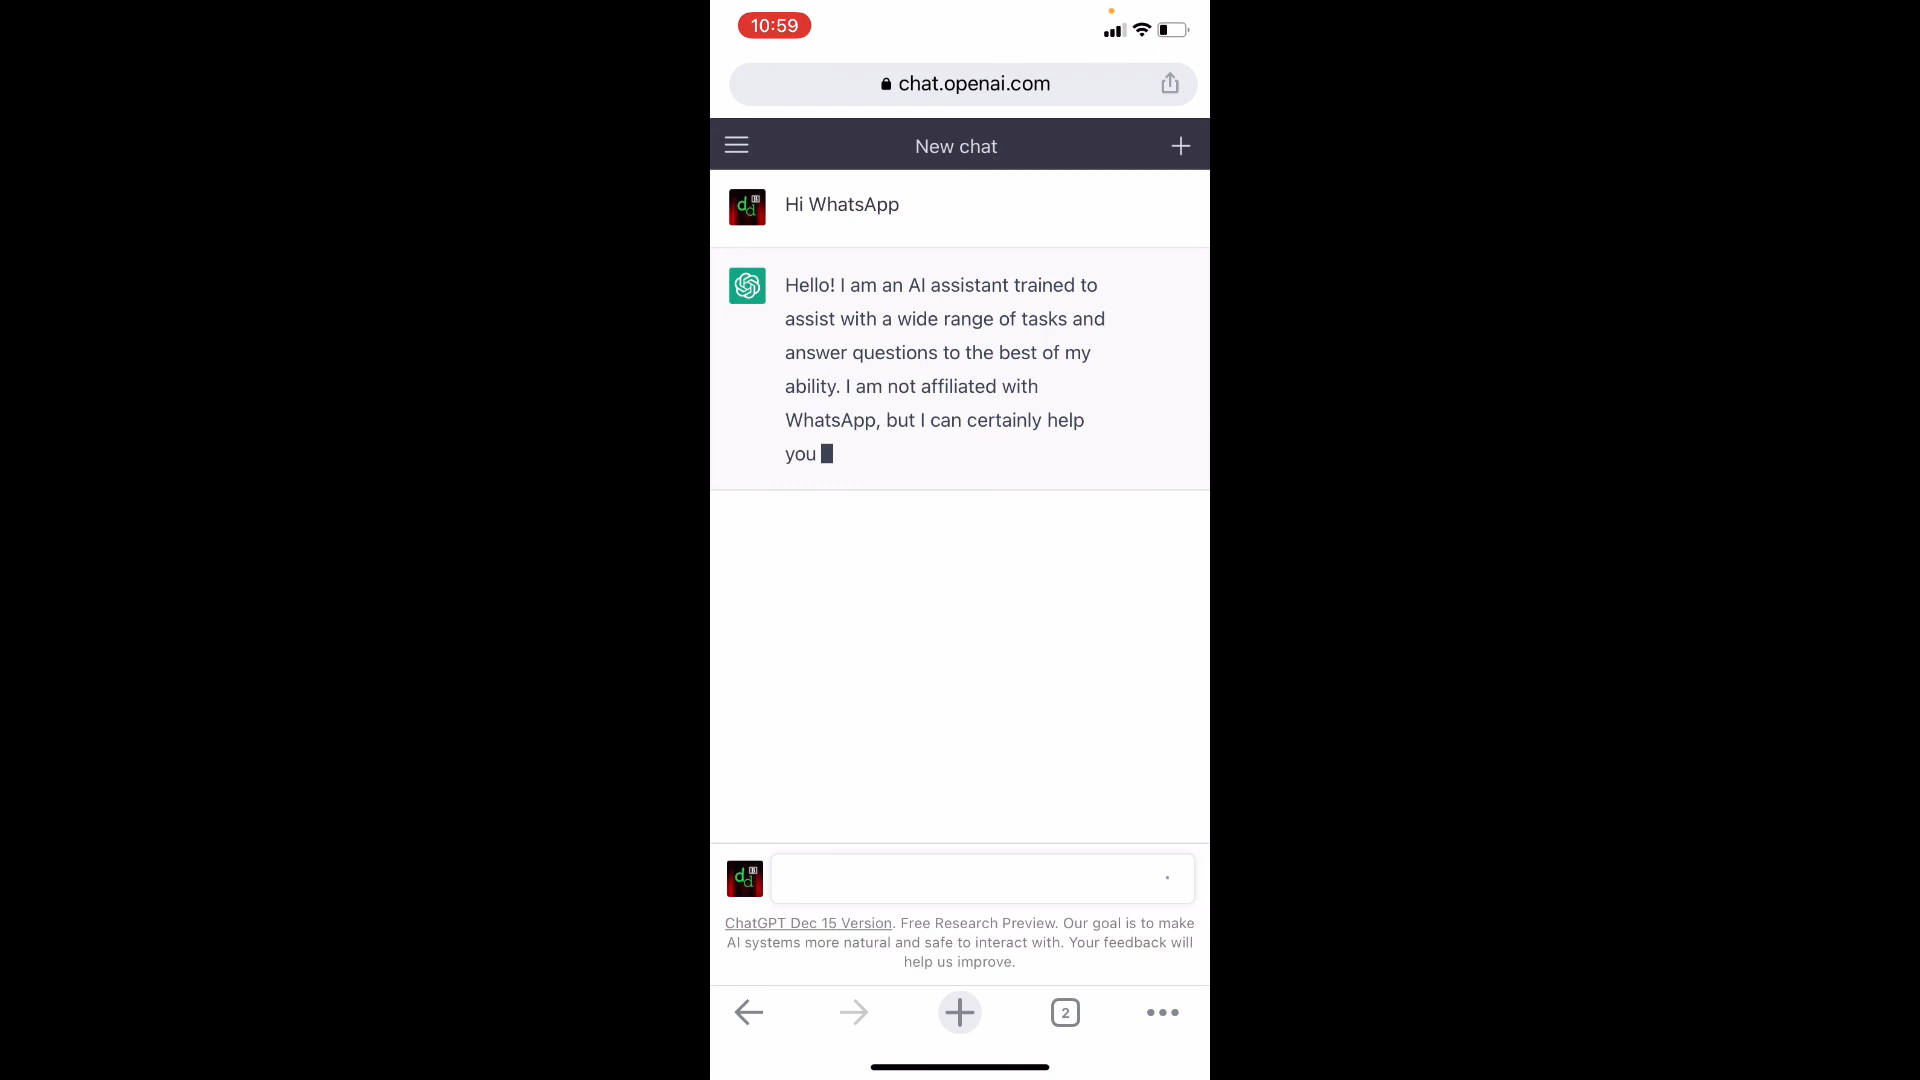 10:59
chat.openai.com
New chat
Hi WhatsApp
Hello! I am an AI assistant trained to
assist with a wide range of tasks and
answer questions to the best of my
ability. I am not affiliated with
WhatsApp, but I can certainly help
you
ChatGPT Dec 15 Version. Free Research Preview. Our goal is to make
AI systems more natural and safe to interact with. Your feedback will
help us improve.
2